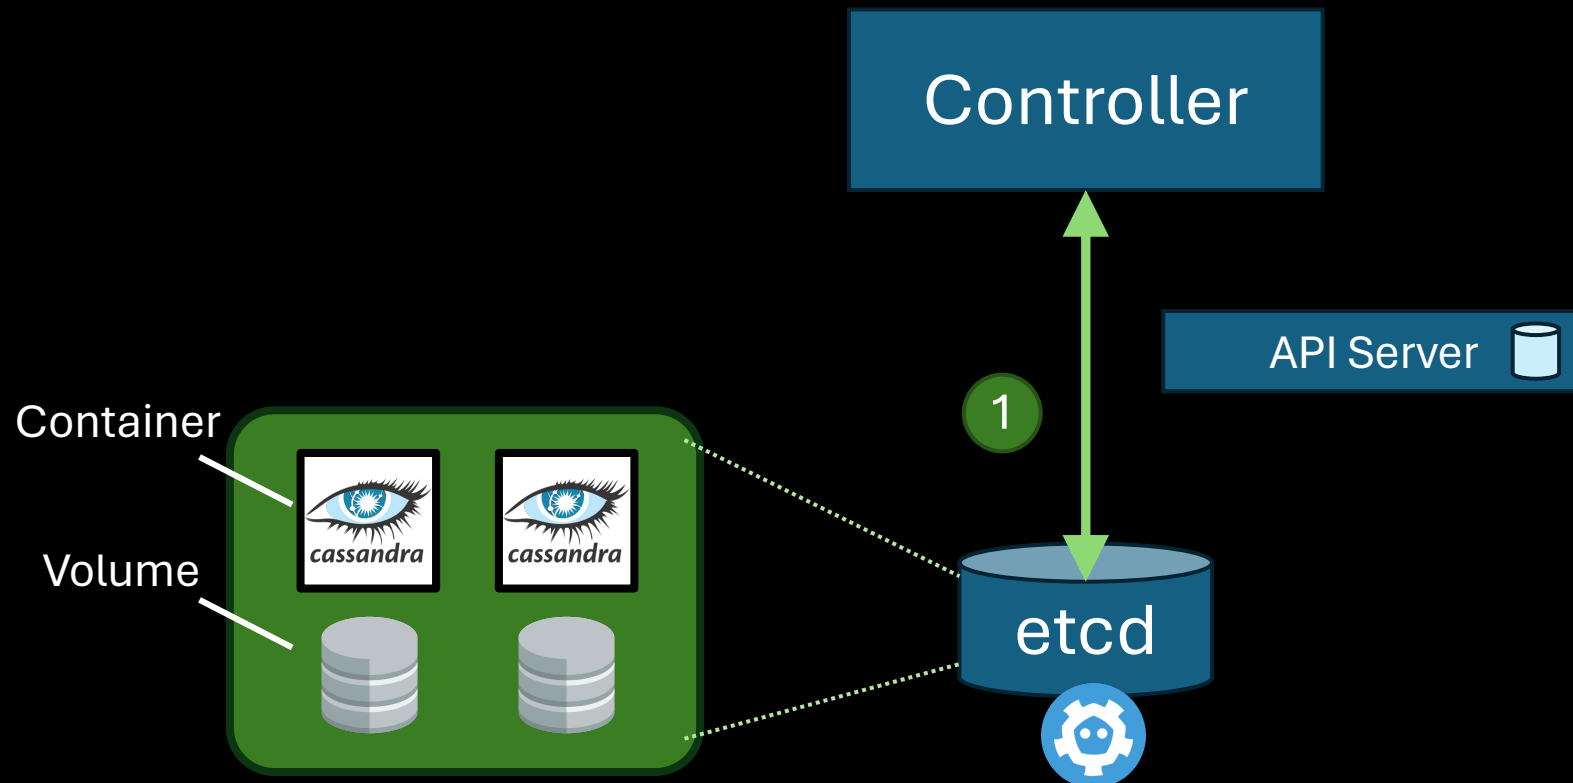 Controller
API Server
1
Container
cassandra
cassandra
Volume
etcd